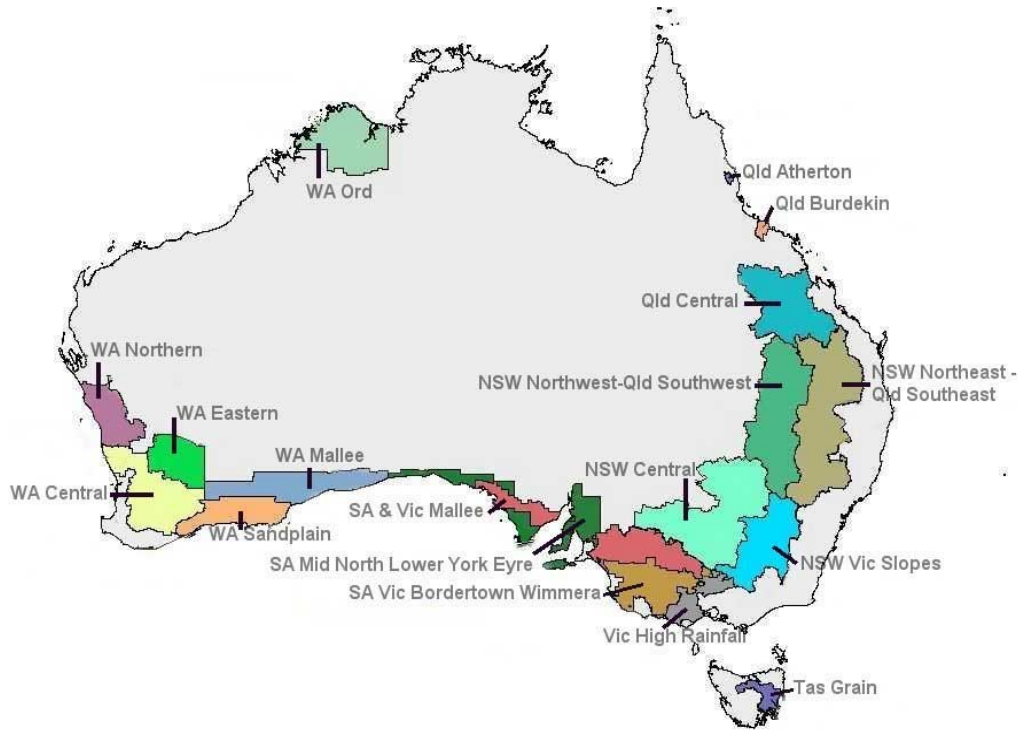 Qld Atherton
WA Ord
Qld Burdekin
Qld Central
WA Northern
NSW Northwest-Qld Southwest
NSW Northeast -
Qld Southeast
WA Eastern
WA Mallee
NSW Central
WA Central
SA & Vic Mallee
WA Sandplain
SA Mid North Lower York Eyre
NSW Vic Slopes
SA Vic Bordertown Wimmera
Vic High Rainfall
Tas Grain